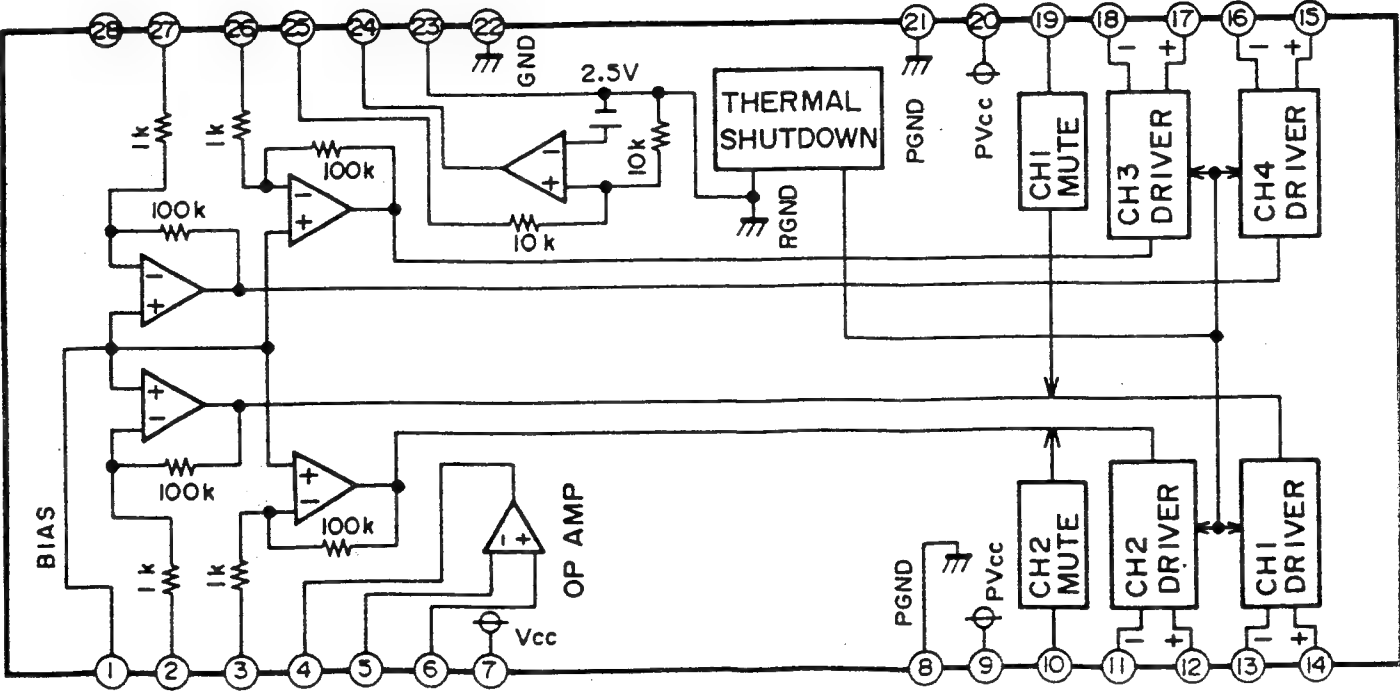 28 27 26 25 24 23 22 21 20 19 18 17 16 15
GND
2.5V
− + − +
1k 1k
100k
10k
THERMAL
SHUTDOWN
PGND
PVcc
CH1
MUTE
CH3
DRIVER
CH4
DRIVER
−
+
−
+
100k
10k
RGND
−
+
+
−
100k
+
−
100k
BIAS
1k 1k
− +
OP AMP
Vcc
PGND
PVcc
CH2
MUTE
CH2
DRIVER
CH1
DRIVER
− + − +
1 2 3 4 5 6 7 8 9 10 11 12 13 14